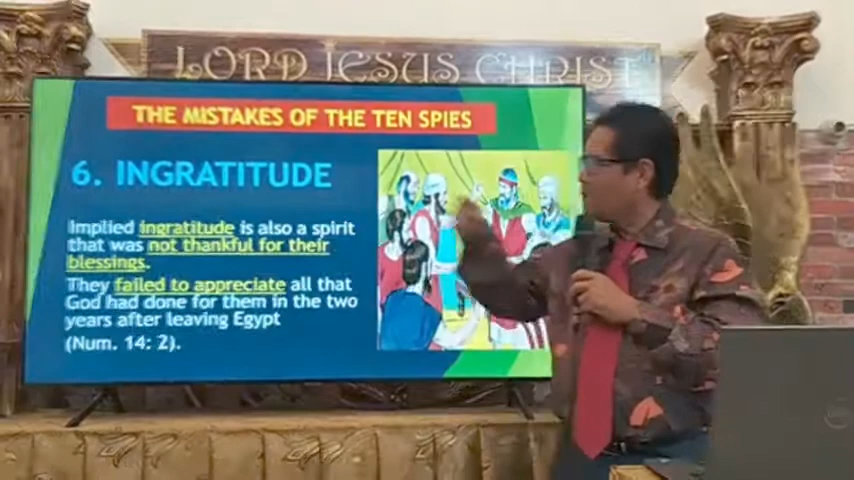 LORD JESUS CHRIST
THE MISTAKES OF THE TEN SPIES
6. INGRATITUDE
Implied ingratitude is also a spirit
that was not thankful for their
blessings.
They failed to appreciate all that
God had done for them in the two
years after leaving Egypt
(Num. 14: 2).